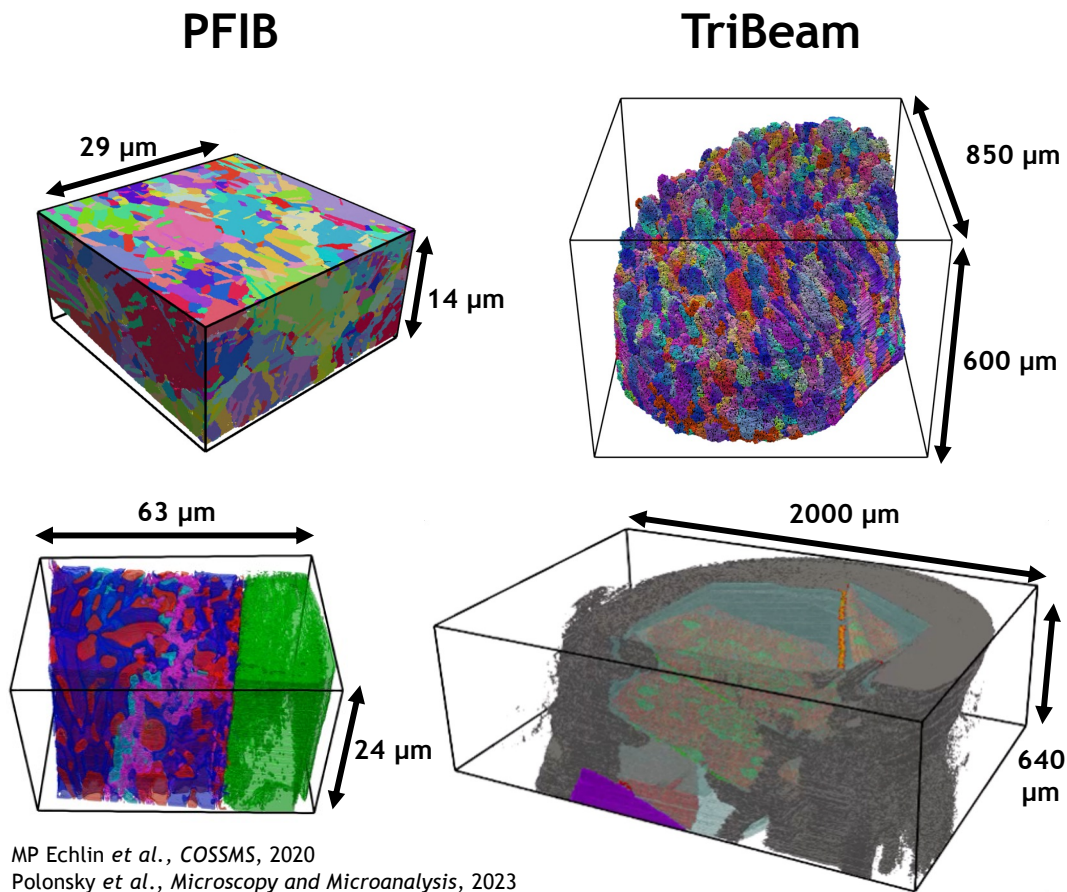 PFIB
TriBeam
29 µm
14 µm
850 µm
600 µm
63 µm
24 µm
2000 µm
640
µm
MP Echlin et al., COSSMS, 2020
Polonsky et al., Microscopy and Microanalysis, 2023